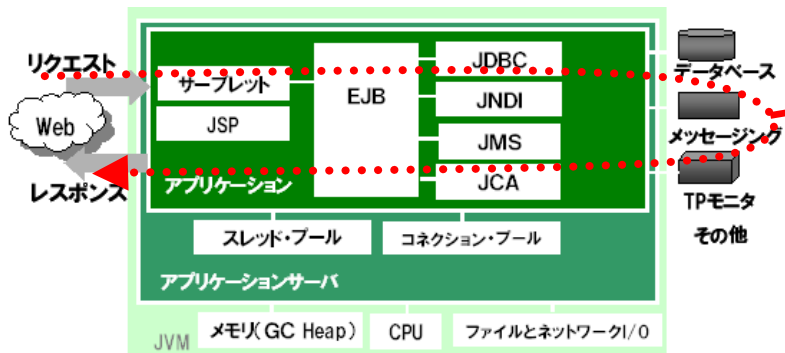 リクエスト
Web
レスポンス
サーブレット
JSP
EJB
JDBC
JNDI
JMS
JCA
アプリケーション
データベース
メッセージング
TPモニタ
その他
スレッド・プール
コネクション・プール
アプリケーションサーバ
JVM
メモリ(GC Heap)
CPU
ファイルとネットワークI/O